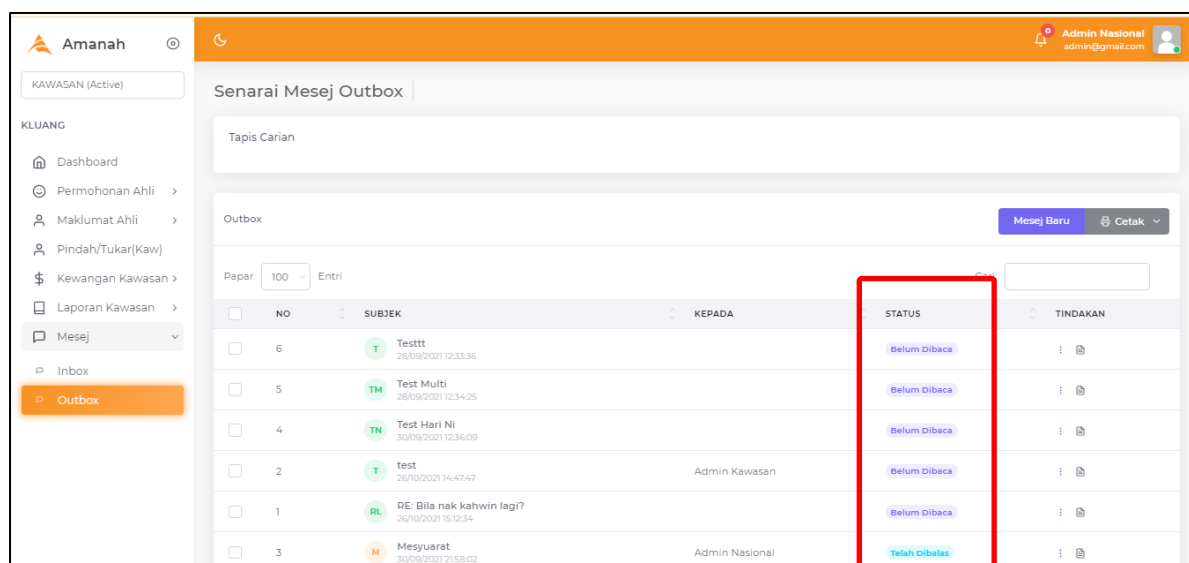 Amanah
0
Admin Nasional
admin@gmail.com
KAWASAN (Active)
Senarai Mesej Outbox
KLUANG
Tapis Carian
Dashboard
Permohonan Ahli
Maklumat Ahli
Pindah/Tukar(Kaw)
Kewangan Kawasan
Laporan Kawasan
Mesej
Inbox
Outbox
Outbox
Mesej Baru
Cetak
Papar 100 Entri
Cari:
NO SUBJEK KEPADA STATUS TINDAKAN
6 T Testtt Belum Dibaca
28/09/2021 12:33:36
5 TM Test Multi Belum Dibaca
28/09/2021 12:34:25
4 TN Test Hari Ni Belum Dibaca
30/09/2021 12:36:09
2 T test Admin Kawasan Belum Dibaca
26/10/2021 14:47:47
1 RL RE: Bila nak kahwin lagi? Belum Dibaca
26/10/2021 15:12:34
3 M Mesyuarat Admin Nasional Telah Dibalas
30/09/2021 21:58:02